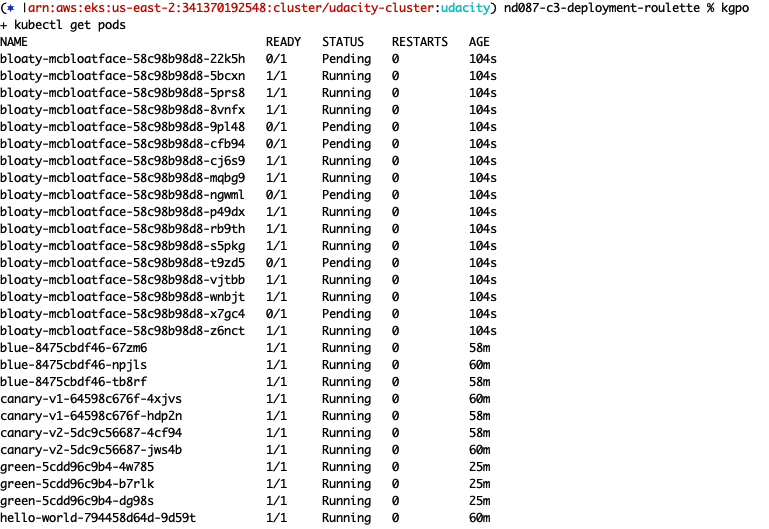 (* |arn:aws:eks:us-east-2:341370192548:cluster/udacity-cluster:udacity) nd087-c3-deployment-roulette % kgpo
+ kubectl get pods
NAME READY STATUS RESTARTS AGE
bloaty-mcbloatface-58c98b98d8-22k5h 0/1 Pending 0 104s
bloaty-mcbloatface-58c98b98d8-5bcxn 1/1 Running 0 104s
bloaty-mcbloatface-58c98b98d8-5prs8 1/1 Running 0 104s
bloaty-mcbloatface-58c98b98d8-8vnfx 1/1 Running 0 104s
bloaty-mcbloatface-58c98b98d8-9pl48 0/1 Pending 0 104s
bloaty-mcbloatface-58c98b98d8-cfb94 0/1 Pending 0 104s
bloaty-mcbloatface-58c98b98d8-cj6s9 1/1 Running 0 104s
bloaty-mcbloatface-58c98b98d8-mqbg9 1/1 Running 0 104s
bloaty-mcbloatface-58c98b98d8-ngwml 0/1 Pending 0 104s
bloaty-mcbloatface-58c98b98d8-p49dx 1/1 Running 0 104s
bloaty-mcbloatface-58c98b98d8-rb9th 1/1 Running 0 104s
bloaty-mcbloatface-58c98b98d8-s5pkg 1/1 Running 0 104s
bloaty-mcbloatface-58c98b98d8-t9zd5 0/1 Pending 0 104s
bloaty-mcbloatface-58c98b98d8-vjtbb 1/1 Running 0 104s
bloaty-mcbloatface-58c98b98d8-wnbjt 1/1 Running 0 104s
bloaty-mcbloatface-58c98b98d8-x7gc4 0/1 Pending 0 104s
bloaty-mcbloatface-58c98b98d8-z6nct 1/1 Running 0 104s
blue-8475cbdf46-67zm6 1/1 Running 0 58m
blue-8475cbdf46-npjls 1/1 Running 0 60m
blue-8475cbdf46-tb8rf 1/1 Running 0 58m
canary-v1-64598c676f-4xjvs 1/1 Running 0 60m
canary-v1-64598c676f-hdp2n 1/1 Running 0 58m
canary-v2-5dc9c56687-4cf94 1/1 Running 0 58m
canary-v2-5dc9c56687-jws4b 1/1 Running 0 60m
green-5cdd96c9b4-4w785 1/1 Running 0 25m
green-5cdd96c9b4-b7rlk 1/1 Running 0 25m
green-5cdd96c9b4-dg98s 1/1 Running 0 25m
hello-world-794458d64d-9d59t 1/1 Running 0 60m